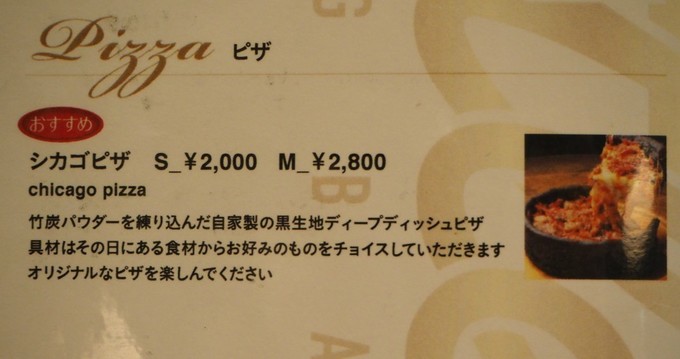 Pizza ピザ
おすすめ
シカゴピザ S_¥2,000 M_¥2,800
chicago pizza
竹炭パウダーを練り込んだ自家製の黒生地ディープディッシュピザ
具材はその日にある食材からお好みのものをチョイスしていただきます
オリジナルなピザを楽しんでください
G
B
A